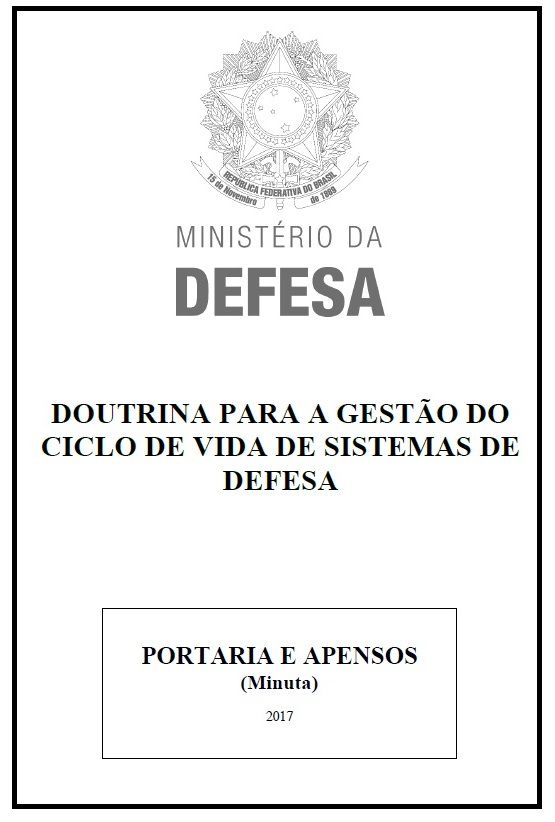 REPÚBLICA FEDERATIVA DO BRASIL
15 de Novembro de 1889
MINISTÉRIO DA
DEFESA
DOUTRINA PARA A GESTÃO DO
CICLO DE VIDA DE SISTEMAS DE
DEFESA
PORTARIA E APENSOS
(Minuta)
2017